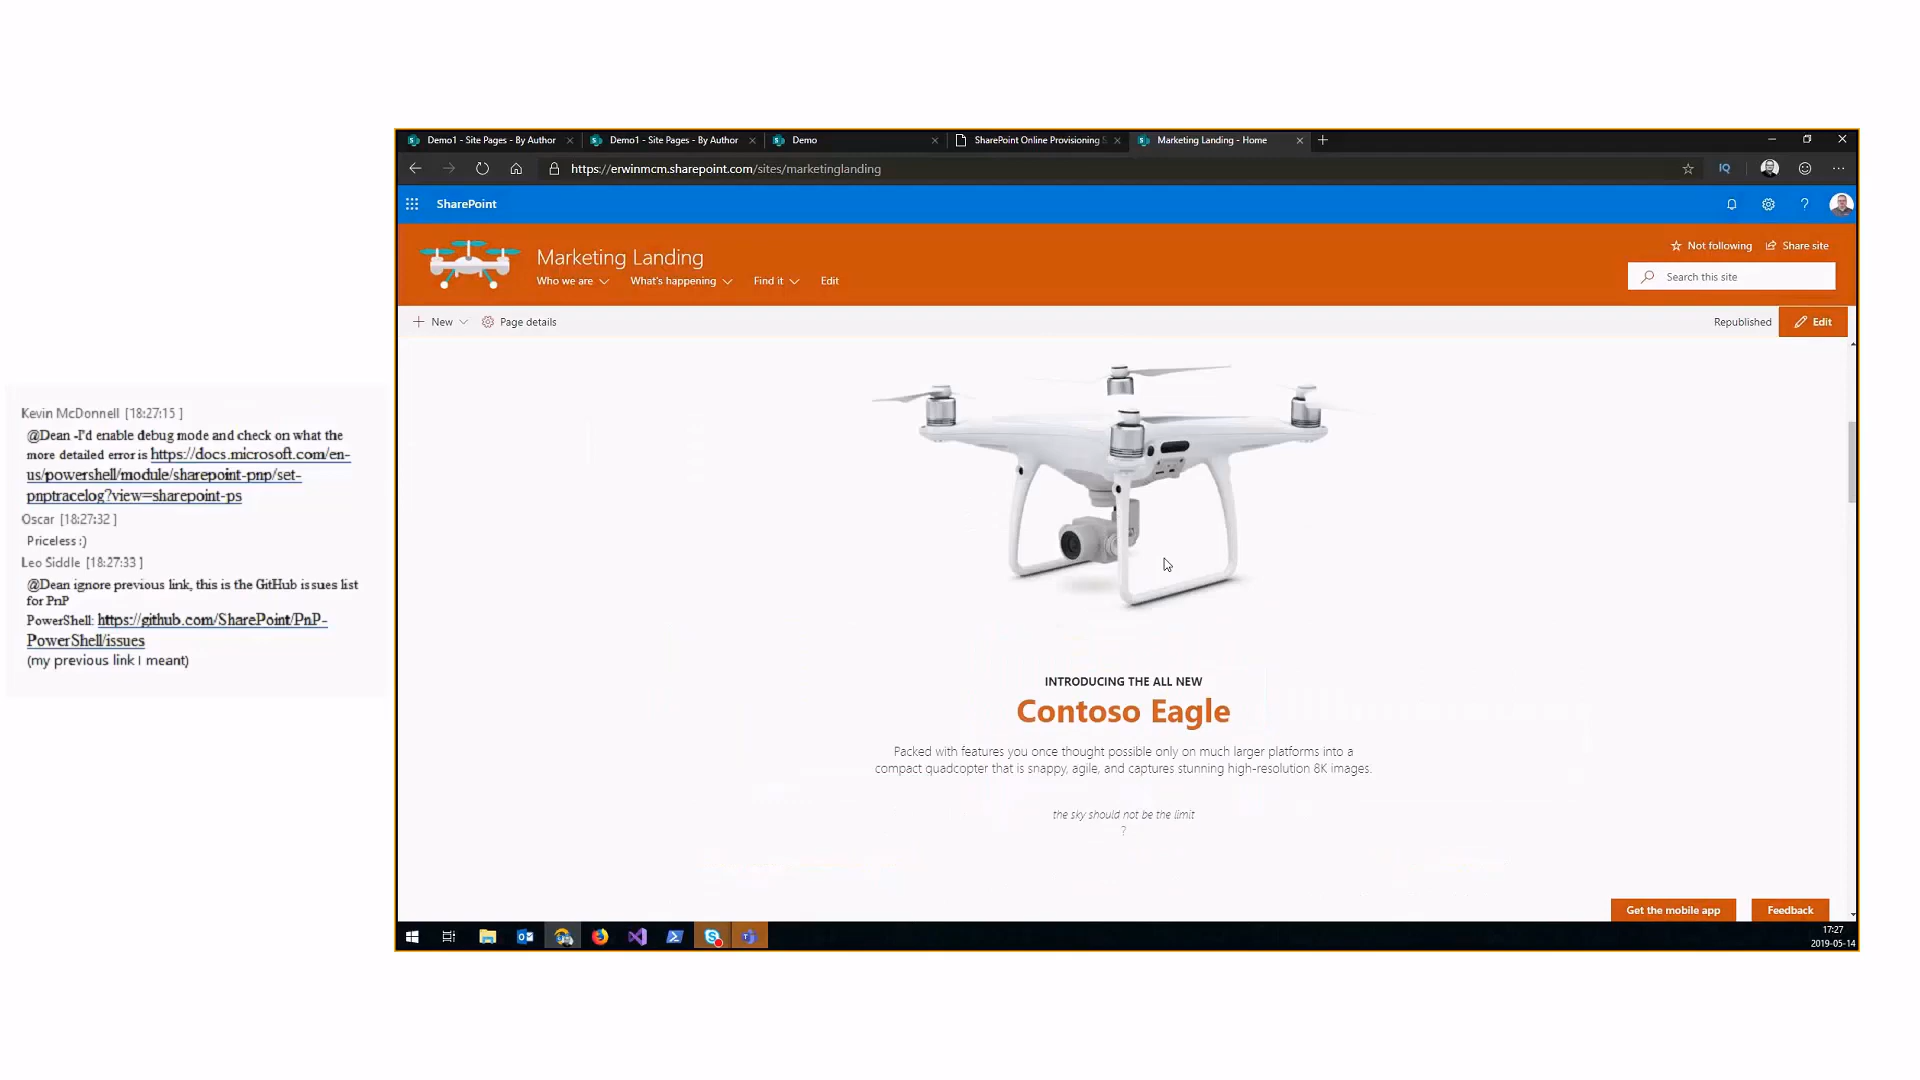 Demo1 - Site Pages - By Author
Demo1 - Site Pages - By Author
Demo
SharePoint Online Provisioning
Marketing Landing - Home
https://erwinmcm.sharepoint.com/sites/marketinglanding
IQ
SharePoint
?
Marketing Landing
Not following
Share site
Who we are
What's happening
Find it
Edit
Search this site
New
Page details
Republished
Edit
Kevin McDonnell [18:27:15 ]
@Dean -I'd enable debug mode and check on what the
more detailed error is https://docs.microsoft.com/en-
us/powershell/module/sharepoint-pnp/set-
pnptracelog?view=sharepoint-ps
Oscar [18:27:32 ]
Priceless :)
Leo Siddle [18:27:33 ]
@Dean ignore previous link, this is the GitHub issues list
for PnP
PowerShell: https://github.com/SharePoint/PnP-
PowerShell/issues
(my previous link I meant)
INTRODUCING THE ALL NEW
Contoso Eagle
Packed with features you once thought possible only on much larger platforms into a
compact quadcopter that is snappy, agile, and captures stunning high-resolution 8K images.
the sky should not be the limit
?
Get the mobile app
Feedback
17:27
2019-05-14